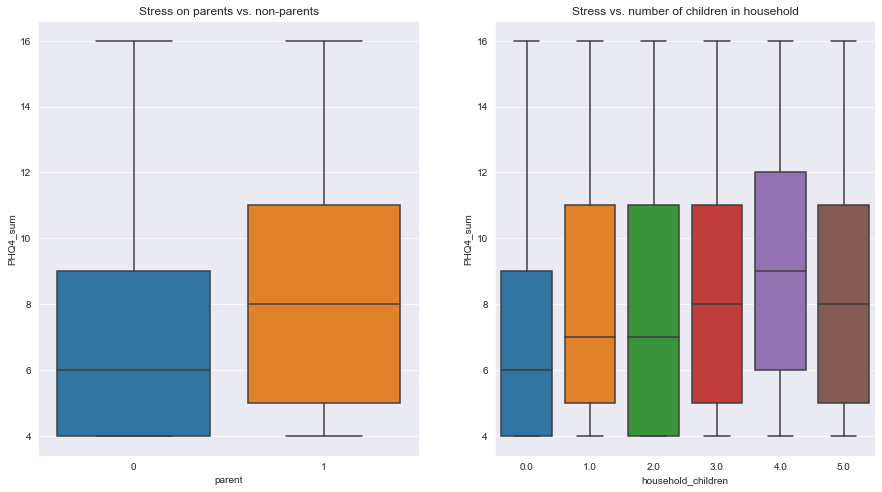 Stress on parents vs. non-parents
16
14
12
10
8
6
4
PHQ4_sum
0 1
parent
Stress vs. number of children in household
16
14
12
10
8
6
4
PHQ4_sum
0.0 1.0 2.0 3.0 4.0 5.0
household_children